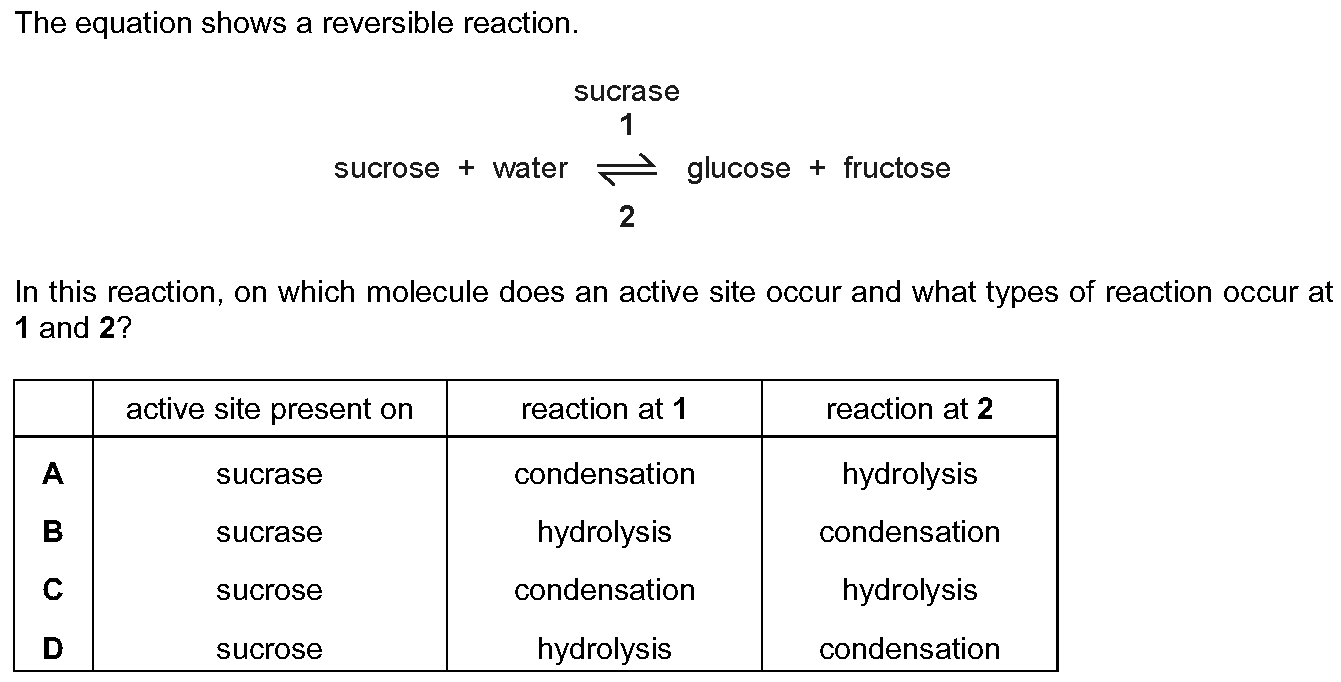 The equation shows a reversible reaction.
sucrase
1
sucrose + water ⇌ glucose + fructose
2
In this reaction, on which molecule does an active site occur and what types of reaction occur at
1 and 2?
active site present on reaction at 1 reaction at 2
A sucrase condensation hydrolysis
B sucrase hydrolysis condensation
C sucrose condensation hydrolysis
D sucrose hydrolysis condensation